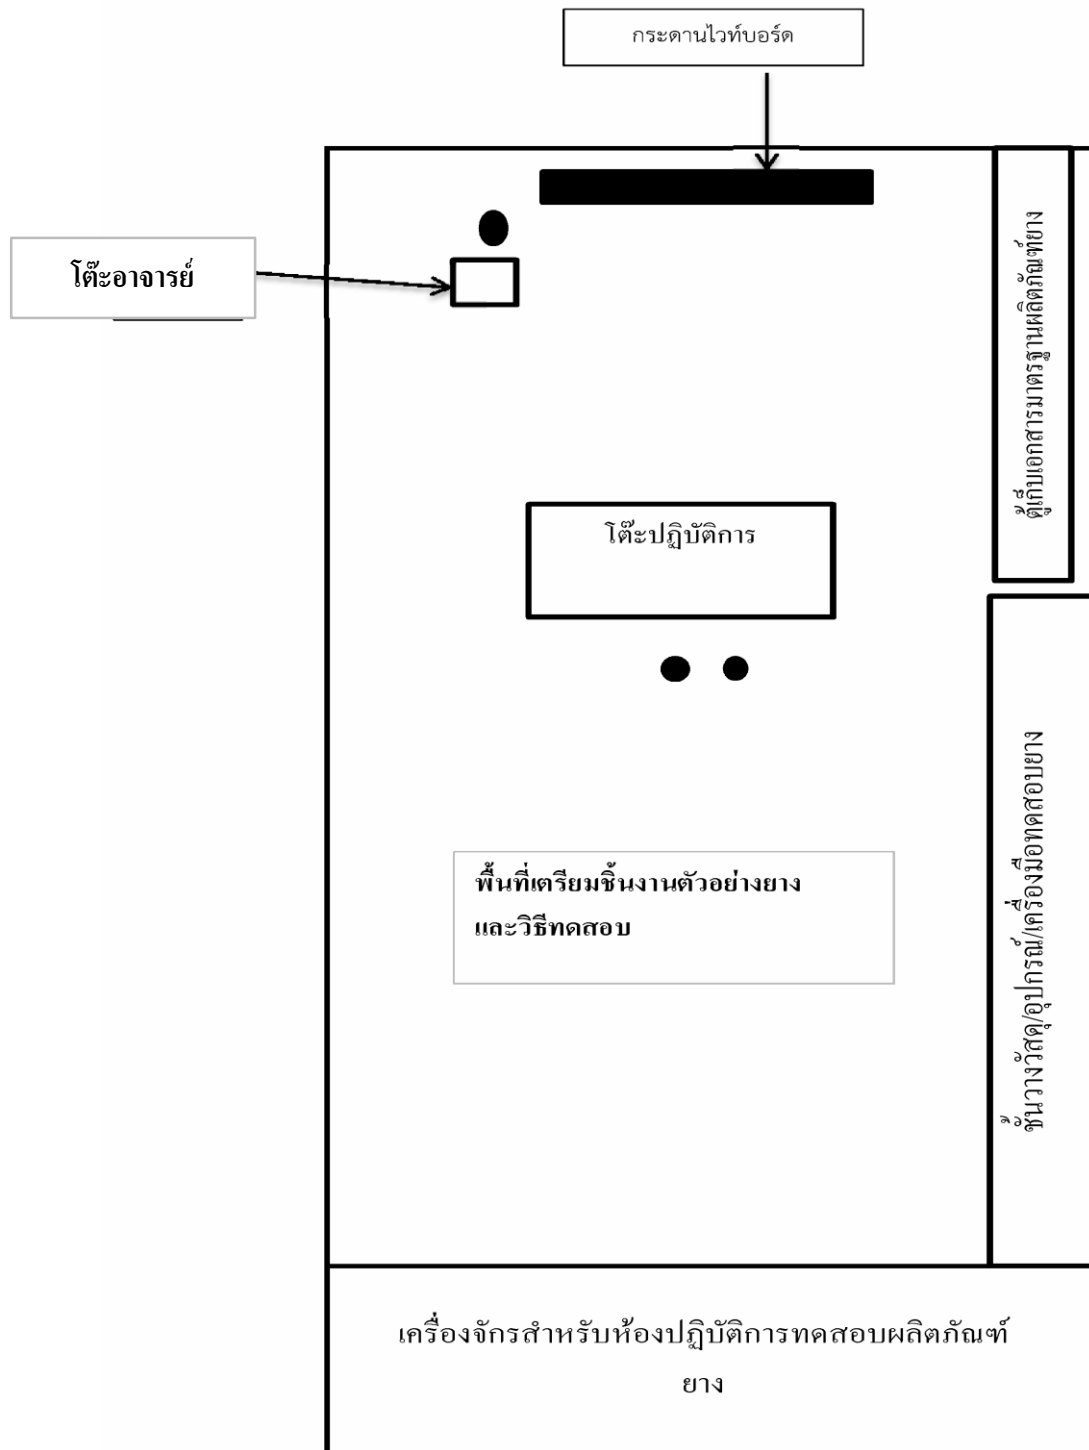 กระดานไวท์บอร์ด
โต๊ะอาจารย์
ตู้เก็บเอกสารมาตรฐานผลิตภัณฑ์ยาง
โต๊ะปฏิบัติการ
พื้นที่เตรียมชิ้นงานตัวอย่างยาง
และวิธีทดสอบ
ชั้นวางวัสดุ/อุปกรณ์/เครื่องมือทดสอบยาง
เครื่องจักรสำหรับห้องปฏิบัติการทดสอบผลิตภัณฑ์
ยาง